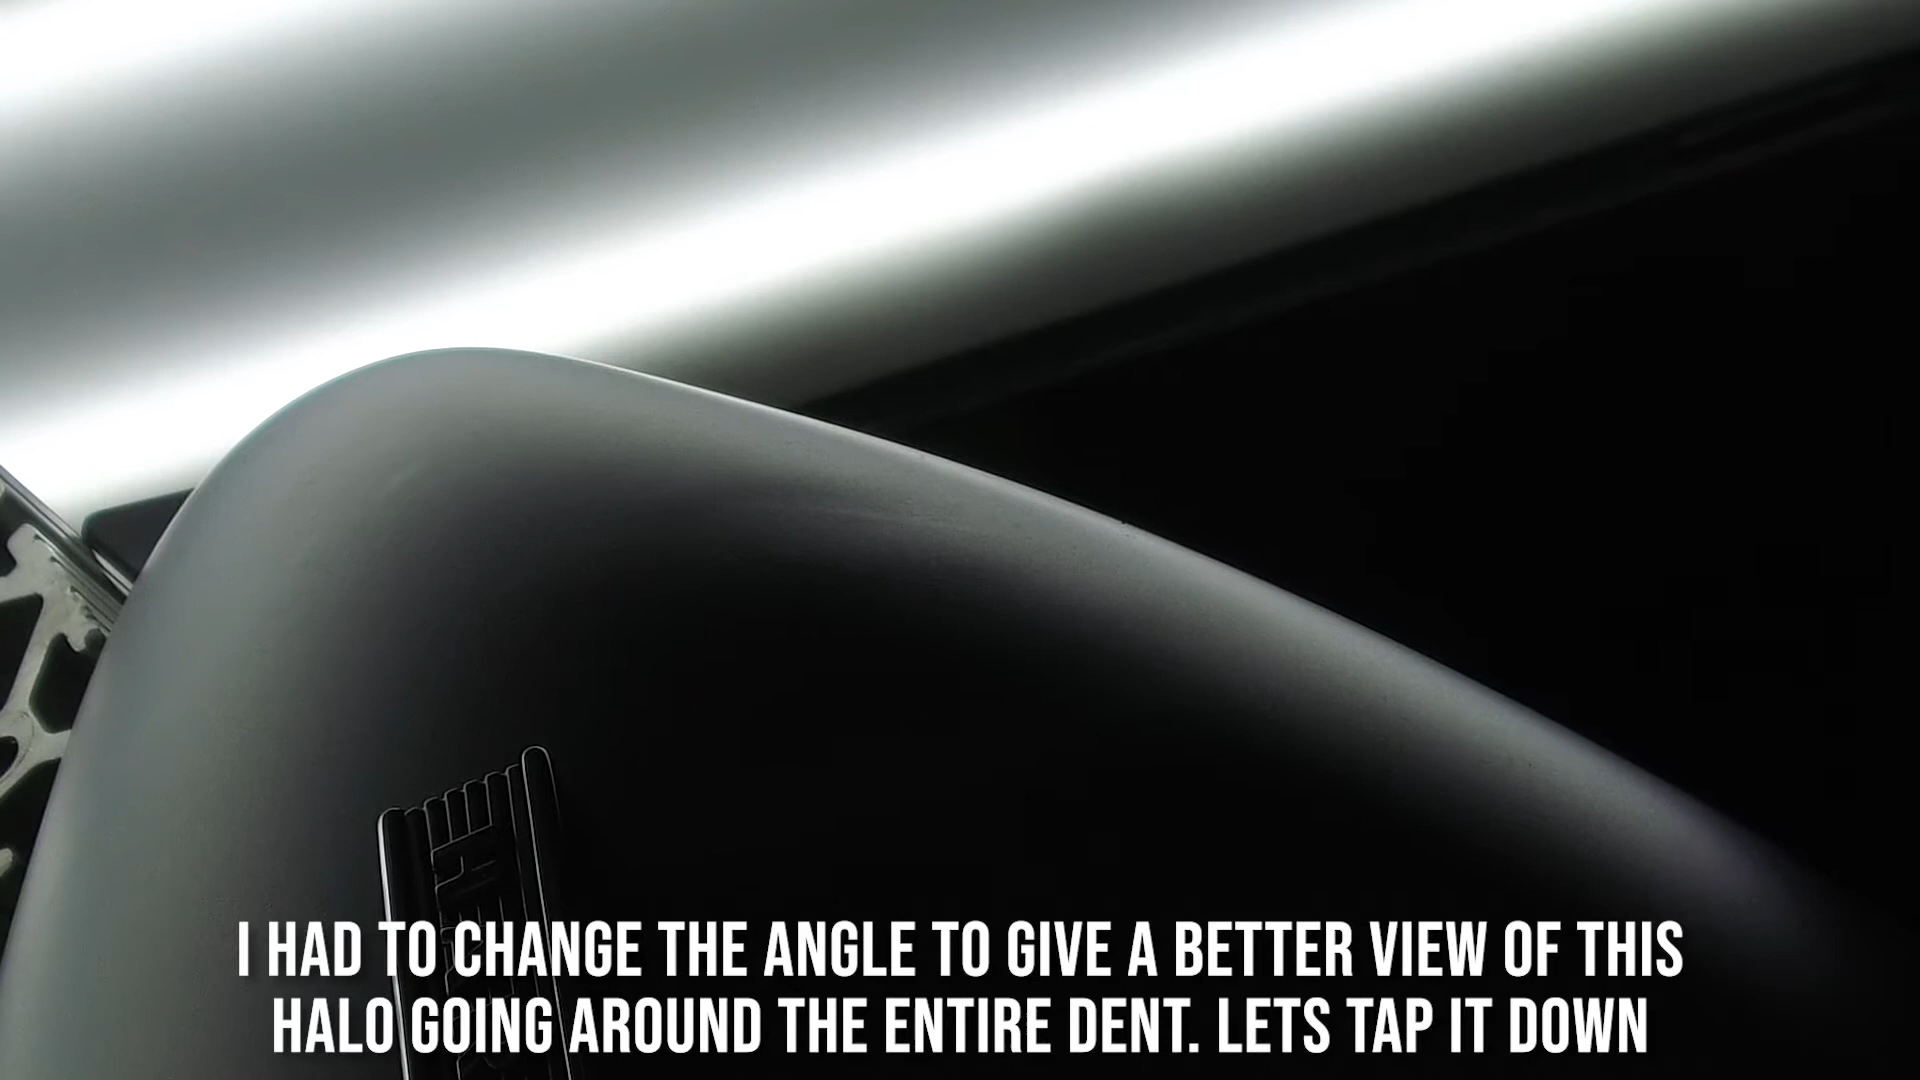 I HAD TO CHANGE THE ANGLE TO GIVE A BETTER VIEW OF THIS
HALO GOING AROUND THE ENTIRE DENT. LETS TAP IT DOWN